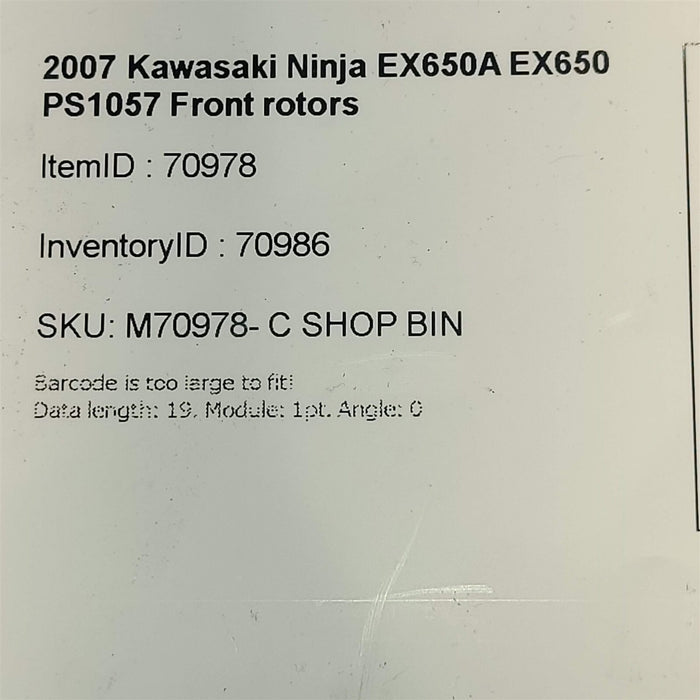 2007 Kawasaki Ninja EX650A EX650
PS1057 Front rotors
ItemID : 70978
InventoryID : 70986
SKU: M70978- C SHOP BIN
Barcode is too large to fit!
Data length: 19, Module: 1pt. Angle: 0